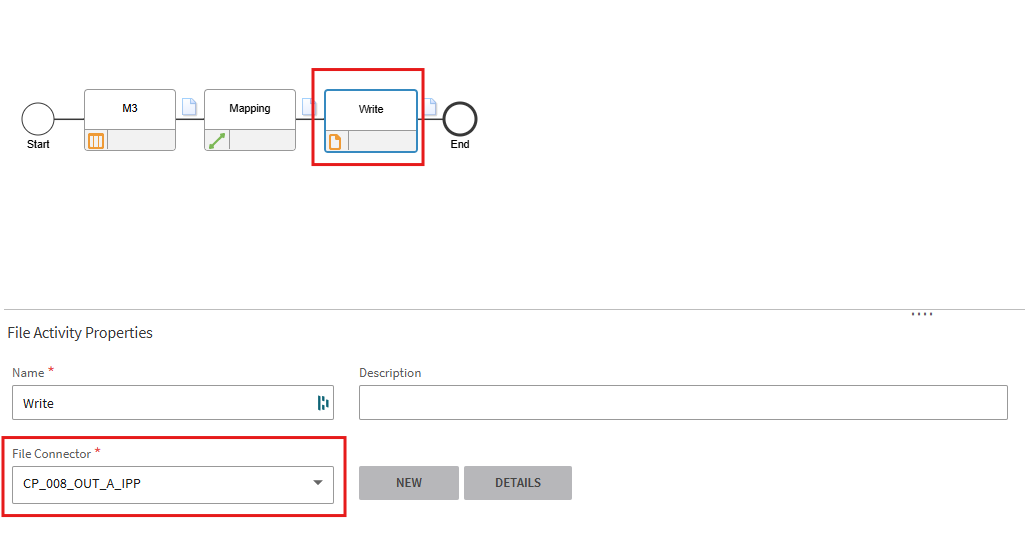 M3
Mapping
Write
Start
End
File Activity Properties
Name *
Description
Write
File Connector *
CP_008_OUT_A_IPP
NEW
DETAILS